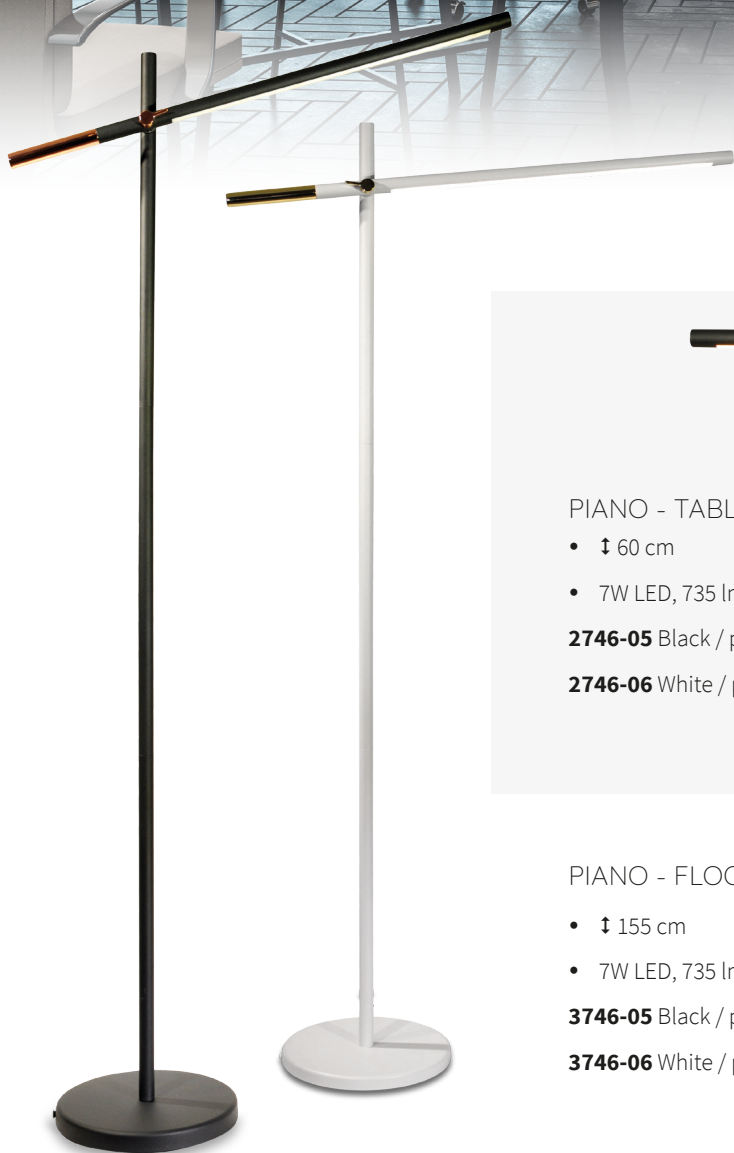 PIANO - TABL
• ↕ 60 cm
• 7W LED, 735 l
2746-05 Black / p
2746-06 White / p
PIANO - FLOO
• ↕ 155 cm
• 7W LED, 735 l
3746-05 Black / p
3746-06 White / p